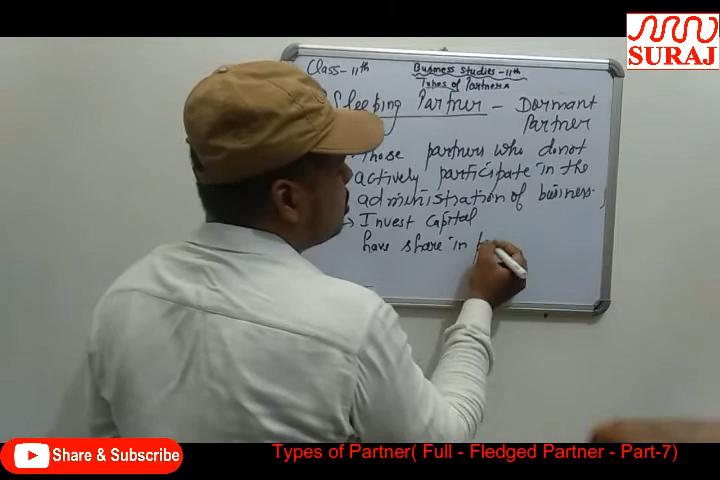 SURAJ
Class-11th
Business Studies-11th
Types of Partners
Sleeping Partner - Dormant
Partner
Those partners who do not
actively participate in the
administration of business.
→ Invest Capital
have share in
Share & Subscribe
Types of Partner( Full - Fledged Partner - Part-7)